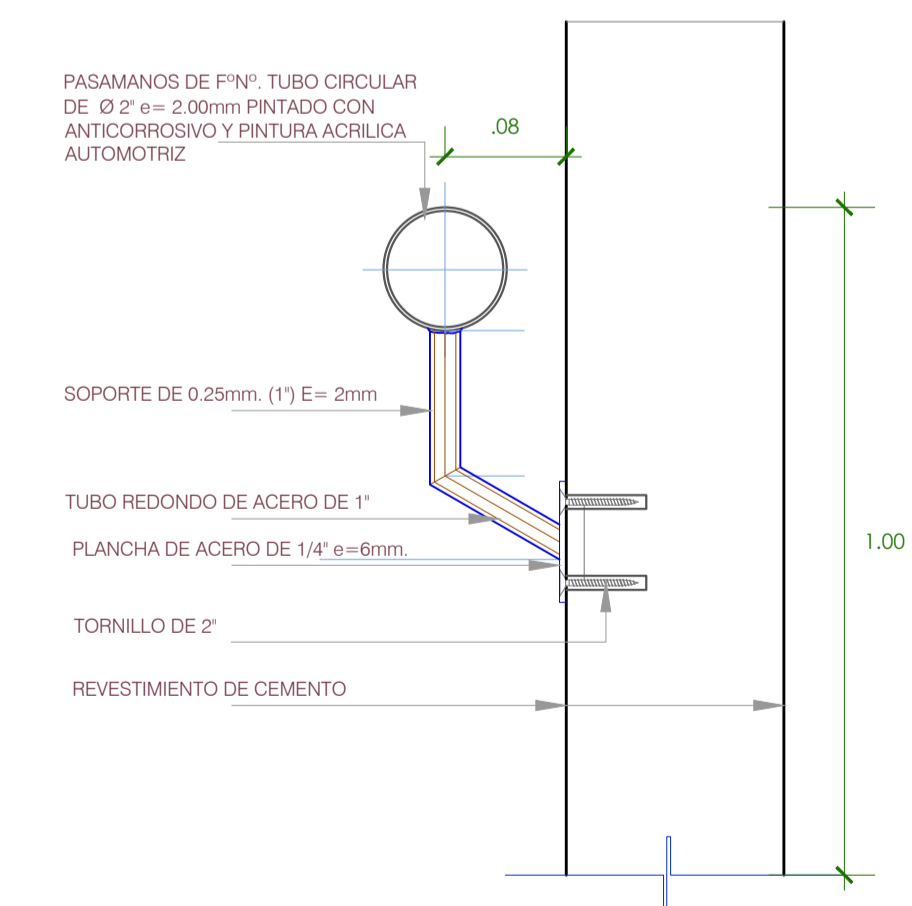 PASAMANOS DE FºNº. TUBO CIRCULAR
DE Ø 2" e= 2.00mm PINTADO CON
ANTICORROSIVO Y PINTURA ACRILICA
AUTOMOTRIZ
.08
SOPORTE DE 0.25mm. (1") E= 2mm
TUBO REDONDO DE ACERO DE 1"
PLANCHA DE ACERO DE 1/4" e=6mm.
1.00
TORNILLO DE 2"
REVESTIMIENTO DE CEMENTO